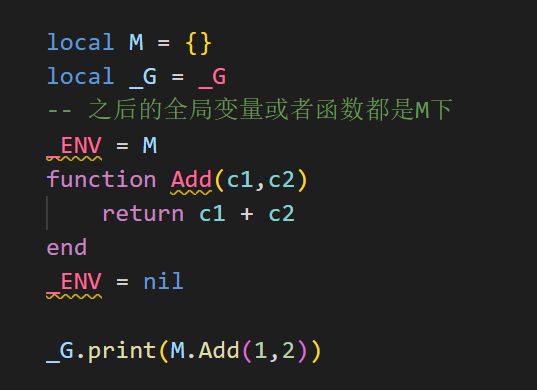 local M = {}
local _G = _G
-- 之后的全局变量或者函数都是M下
_ENV = M
function Add(c1,c2)
    return c1 + c2
end
_ENV = nil
_G.print(M.Add(1,2))